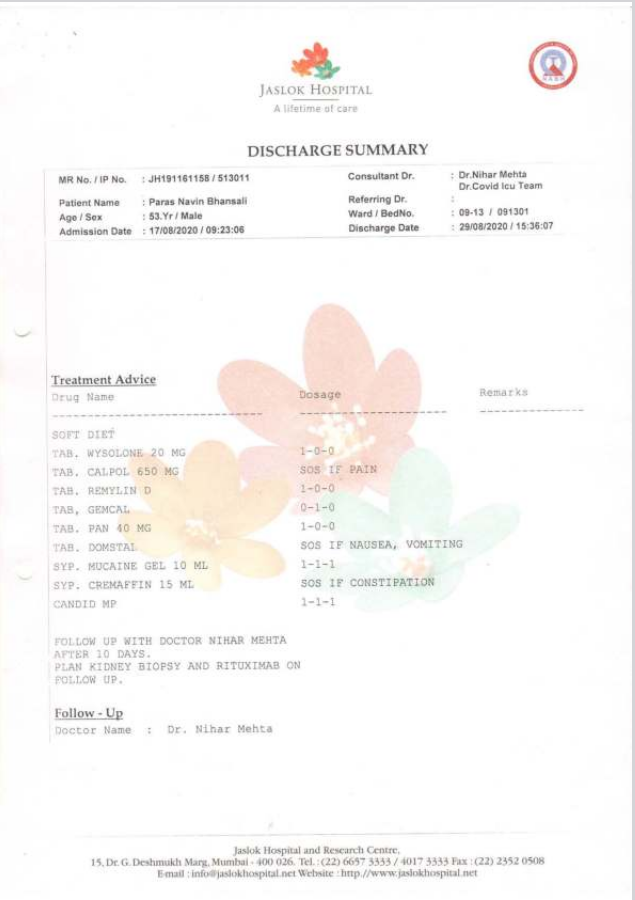 JASLOK HOSPITAL
A lifetime of care
DISCHARGE SUMMARY
MR No. / IP No. : JH191161158 / 513011 Consultant Dr. : Dr.Nihar Mehta
Dr.Covid Icu Team
Patient Name : Paras Navin Bhansali Referring Dr. :
Age / Sex : 53.Yr / Male Ward / BedNo. : 09-13 / 091301
Admission Date : 17/08/2020 / 09:23:06 Discharge Date : 29/08/2020 / 15:36:07
Treatment Advice
Drug Name Dosage Remarks
SOFT DIET
TAB. WYSOLONE 20 MG 1-0-0
TAB. CALPOL 650 MG SOS IF PAIN
TAB. REMYLIN D 1-0-0
TAB, GEMCAL 0-1-0
TAB. PAN 40 MG 1-0-0
TAB. DOMSTAL SOS IF NAUSEA, VOMITING
SYP. MUCAINE GEL 10 ML 1-1-1
SYP. CREMAFFIN 15 ML SOS IF CONSTIPATION
CANDID MP 1-1-1
FOLLOW UP WITH DOCTOR NIHAR MEHTA
AFTER 10 DAYS.
PLAN KIDNEY BIOPSY AND RITUXIMAB ON
FOLLOW UP.
Follow - Up
Doctor Name : Dr. Nihar Mehta
Jaslok Hospital and Research Centre,
15, Dr. G. Deshmukh Marg, Mumbai - 400 026. Tel. : (22) 6657 3333 / 4017 3333 Fax : (22) 2352 0508
E-mail : info@jaslokhospital.net Website : http.//www.jaslokhospital.net